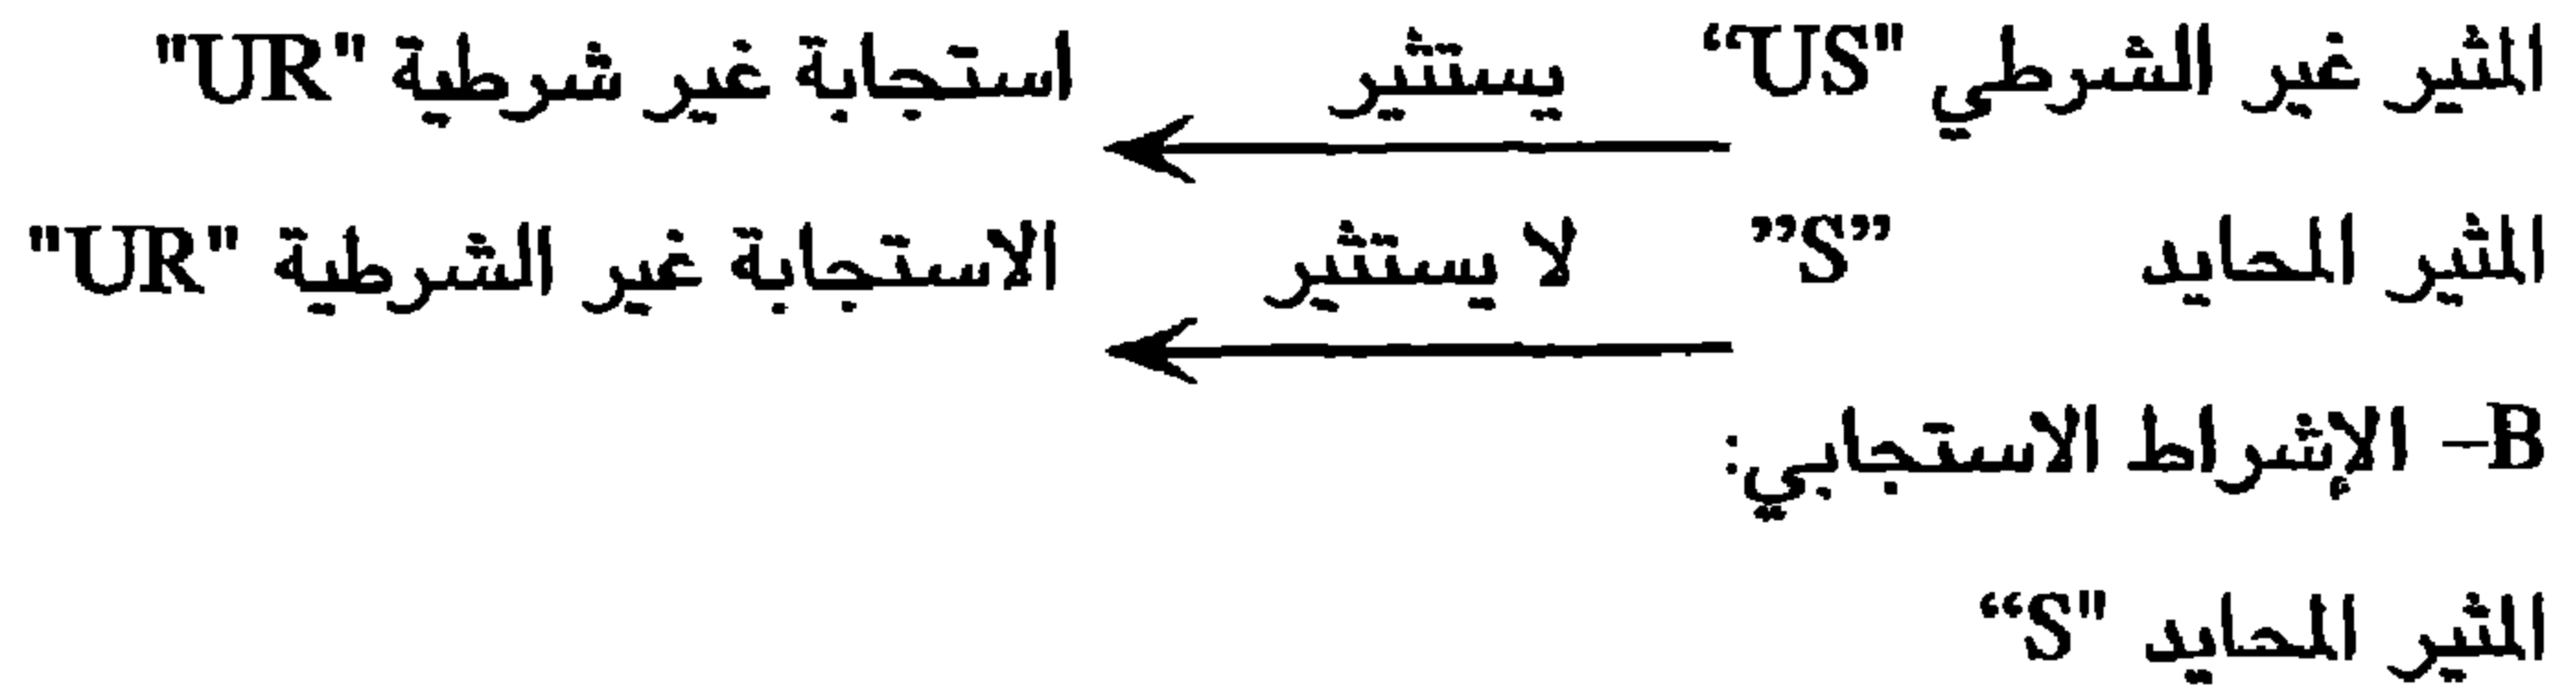 المثير غير الشرطي "US“ يستثير استجابة غير شرطية "UR"
المثير المحايد ”S” لا يستثير الاستجابة غير الشرطية "UR"
B– الإشراط الاستجابي:
المثير المحايد "S“